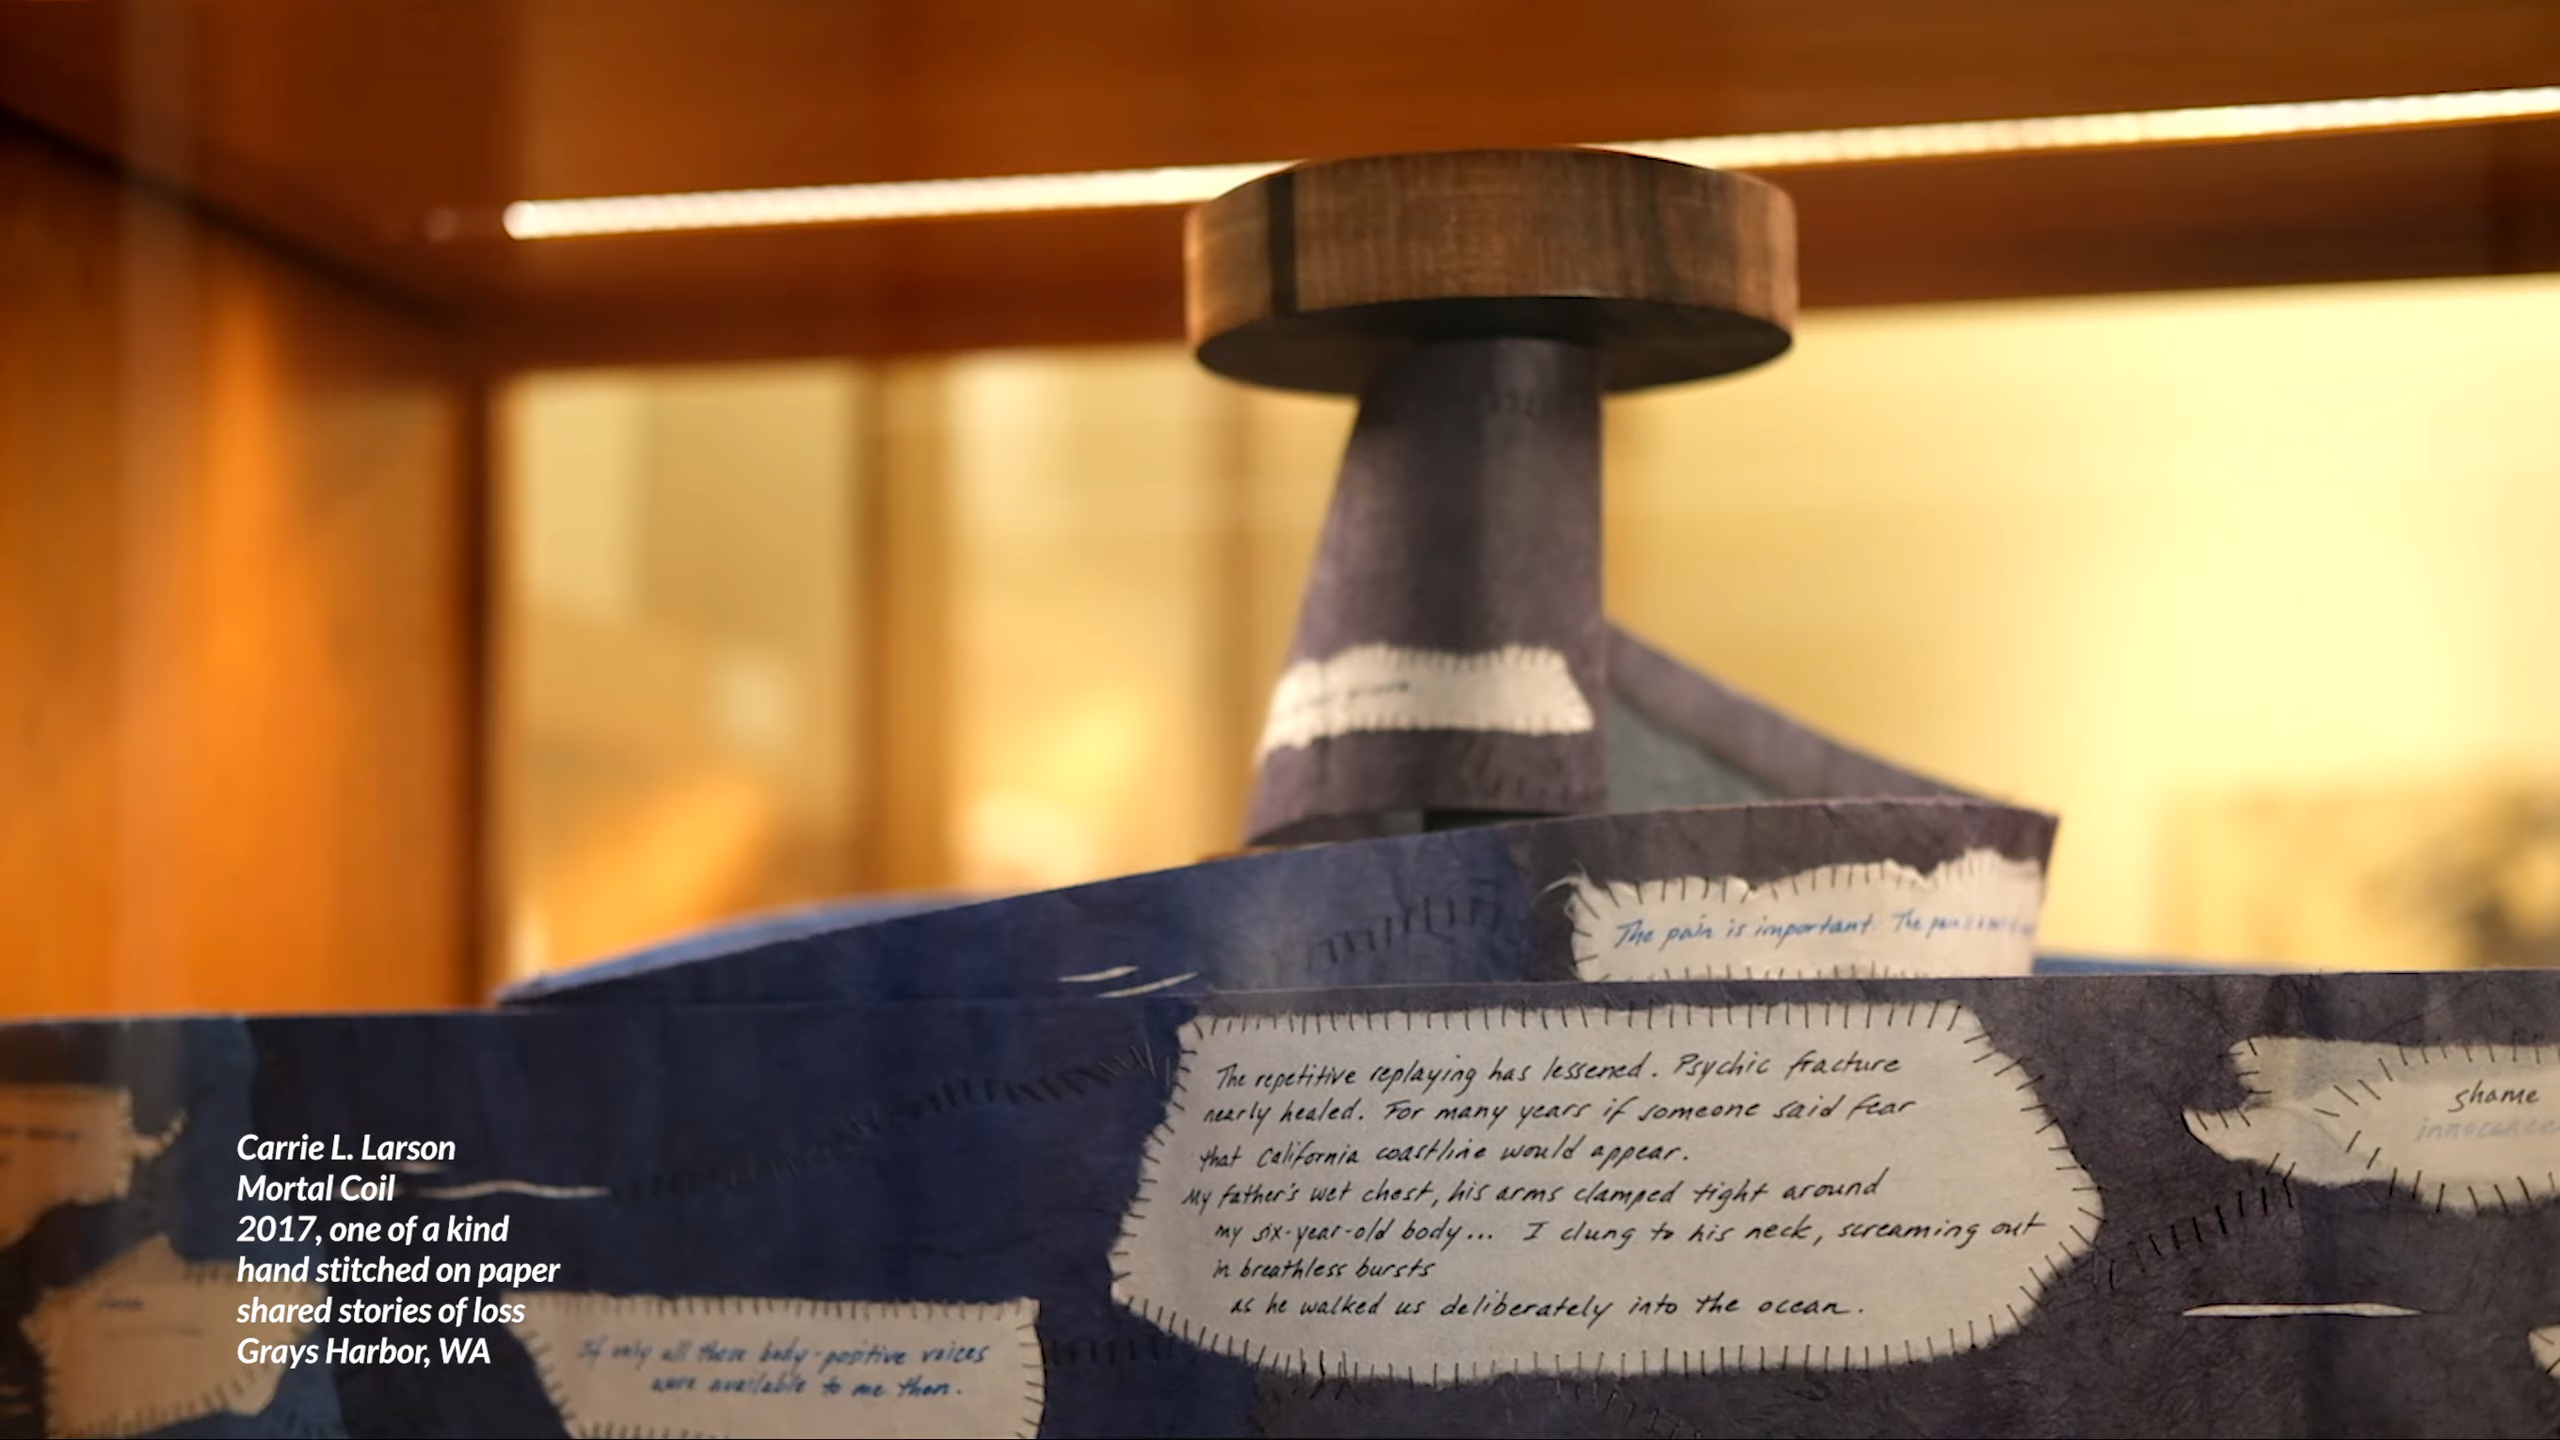 The pain is important. The pain
The repetitive replaying has lessened. Psychic fracture
nearly healed. For many years if someone said fear
that California coastline would appear.
My father's wet chest, his arms clamped tight around
my six-year-old body... I clung to his neck, screaming out
in breathless bursts
as he walked us deliberately into the ocean.
shame
innocence
Carrie L. Larson
Mortal Coil
2017, one of a kind
hand stitched on paper
shared stories of loss
Grays Harbor, WA
If only all these body-positive voices
were available to me then.